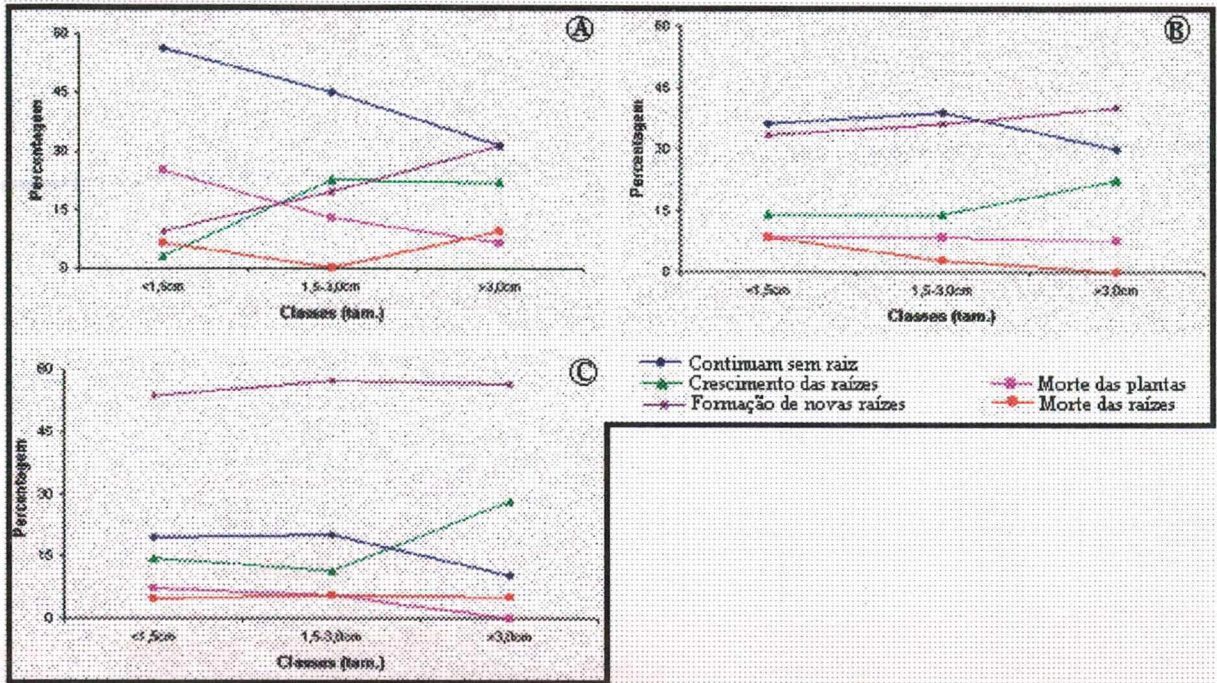 A
Percentagem
60
45
30
15
0
<1,5cm 1,5-3,0cm >3,0cm
Classes (tam.)
B
Percentagem
60
45
30
15
0
<1,5cm 1,5-3,0cm >3,0cm
Classes (tam.)
C
Percentagem
60
45
30
15
0
<1,5cm 1,5-3,0cm >3,0cm
Classes (tam.)
Continuam sem raiz
Crescimento das raízes
Formação de novas raízes
Morte das plantas
Morte das raízes